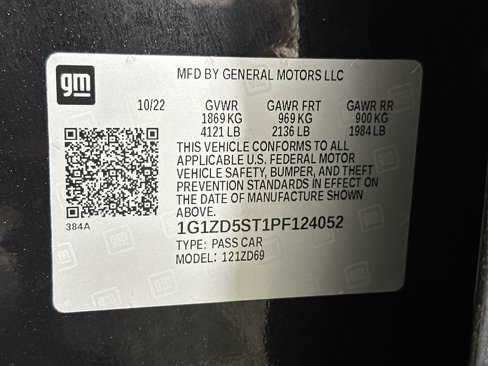 gm
MFD BY GENERAL MOTORS LLC
10/22 GVWR GAWR FRT GAWR RR
1869 KG 969 KG 900 KG
4121 LB 2136 LB 1984 LB
THIS VEHICLE CONFORMS TO ALL
APPLICABLE U.S. FEDERAL MOTOR
VEHICLE SAFETY, BUMPER, AND THEFT
PREVENTION STANDARDS IN EFFECT ON
THE DATE OF MANUFACTURE SHOWN
ABOVE.
384A
1G1ZD5ST1PF124052
TYPE: PASS CAR
MODEL: 121ZD69